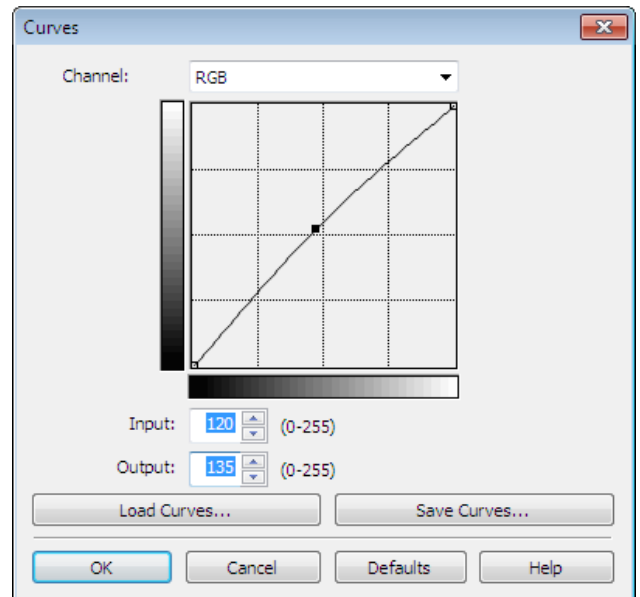 Curves
Channel: RGB
Input: 120 (0-255)
Output: 135 (0-255)
Load Curves... Save Curves...
OK Cancel Defaults Help